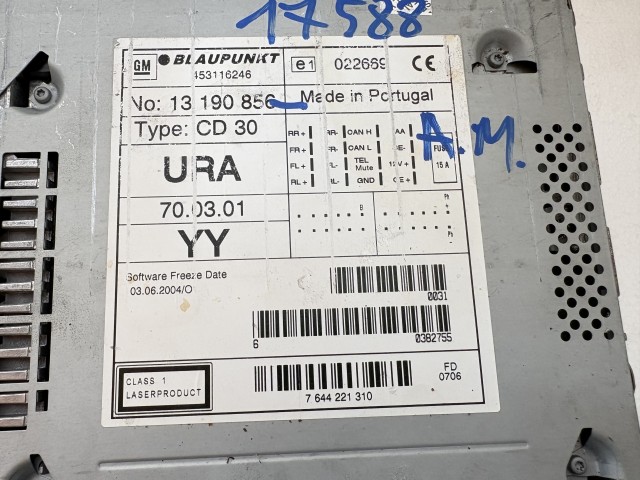 17588
GM BLAUPUNKT e1 022669 CE
453116246
No: 13 190 856 Made in Portugal
Type: CD 30
A.M.
RR+ RR- CAN H AA
FR+ FR- CAN L FUSE
FL+ FL- TEL Mute 12V+ 15 A
RL+ RL- GND CE+
URA
70.03.01
YY
Software Freeze Date
03.06.2004/O
0031
6 0382755
CLASS 1
LASERPRODUCT
7 644 221 310
FD
0706